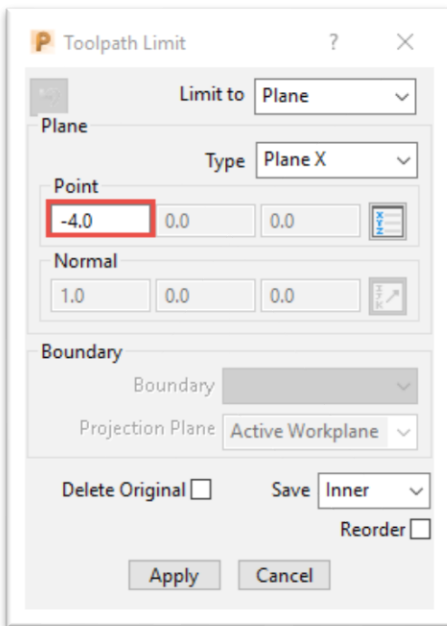 P Toolpath Limit ? ×
Limit to Plane
Plane
Type Plane X
Point
-4.0 0.0 0.0 XYZ
Normal
1.0 0.0 0.0
Boundary
Boundary
Projection Plane Active Workplane
Delete Original Save Inner
Reorder
Apply Cancel